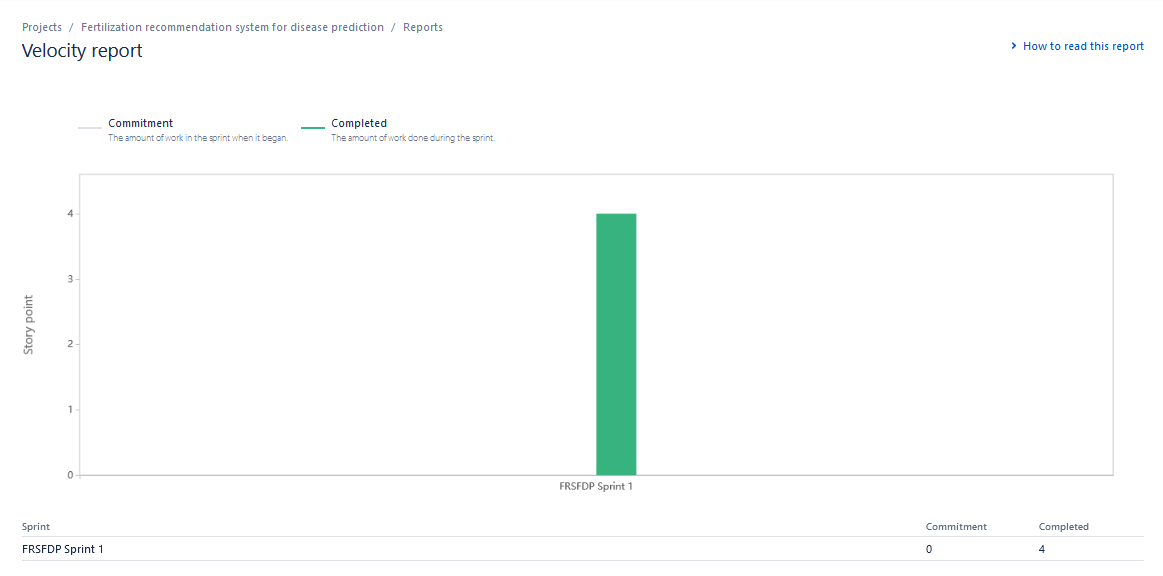 Projects / Fertilization recommendation system for disease prediction / Reports
Velocity report
How to read this report
Commitment
The amount of work in the sprint when it began.
Completed
The amount of work done during the sprint.
Story point
4
3
2
1
0
FRSFDP Sprint 1
Sprint Commitment Completed
FRSFDP Sprint 1 0 4